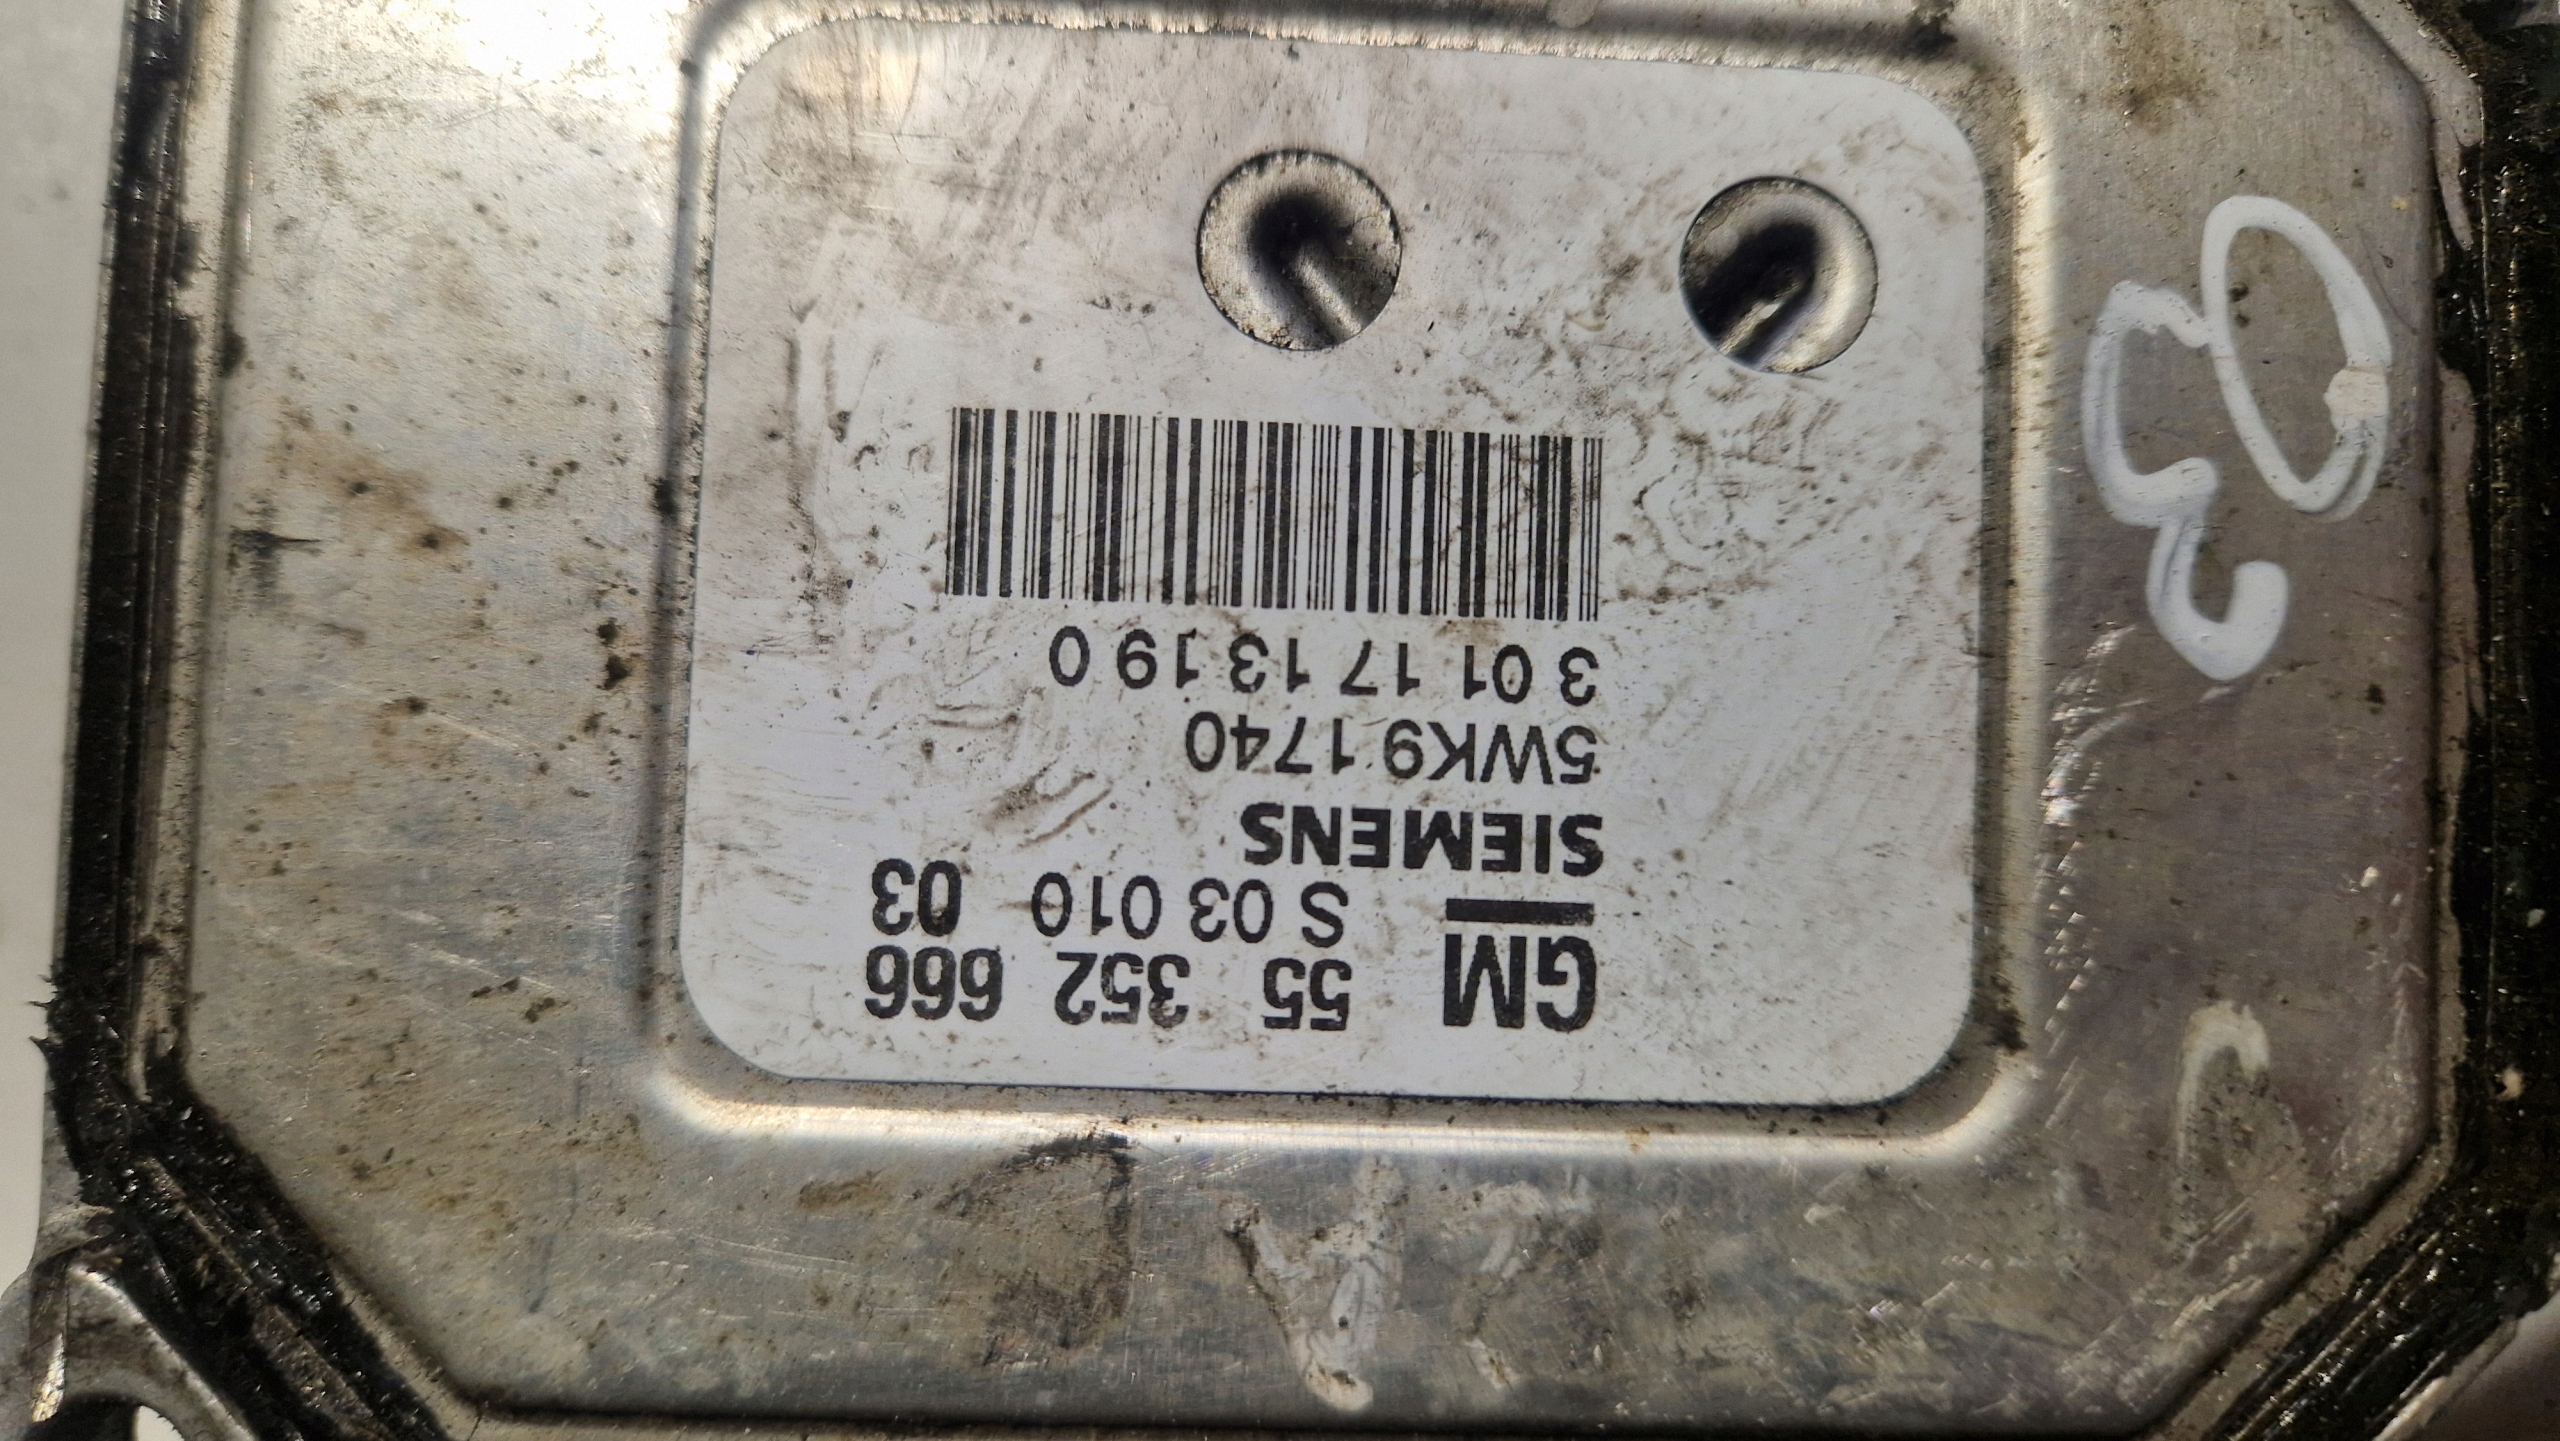 GM 55 352 666
S 03 010 03
SIEMENS
5WK9 1740
3 01 17 13 19 0